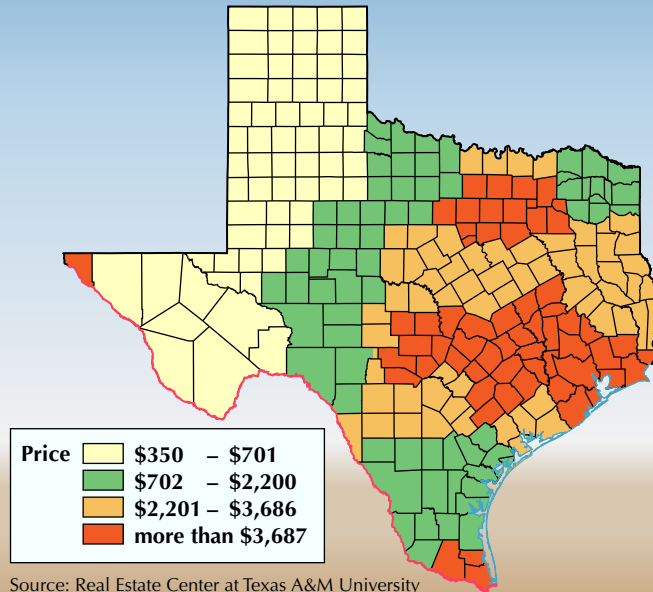 Price $350 – $701
$702 – $2,200
$2,201 – $3,686
more than $3,687
Source: Real Estate Center at Texas A&M University